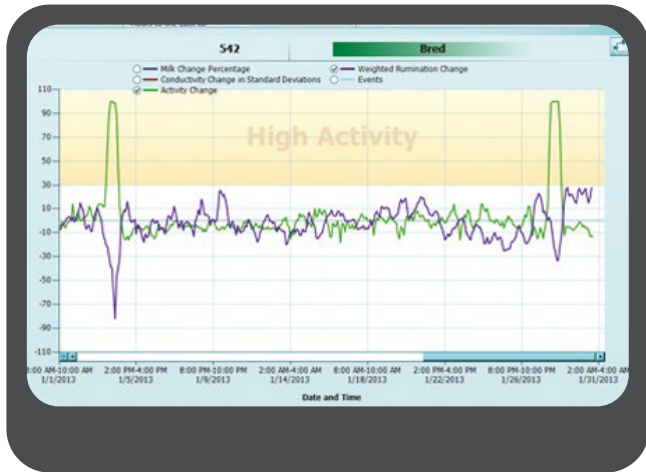 542 Bred
Milk Change Percentage Weighted Rumination Change
Conductivity Change in Standard Deviations Events
Activity Change
High Activity
110
90
70
50
30
10
-10
-30
-50
-70
-90
-110
8:00 AM-10:00 AM 2:00 PM-4:00 PM 8:00 PM-10:00 PM 2:00 AM-4:00 AM 8:00 AM-10:00 AM 2:00 PM-4:00 PM 8:00 PM-10:00 PM 2:00 AM-4:00 AM
1/1/2013 1/5/2013 1/9/2013 1/14/2013 1/18/2013 1/22/2013 1/26/2013 1/31/2013
Date and Time